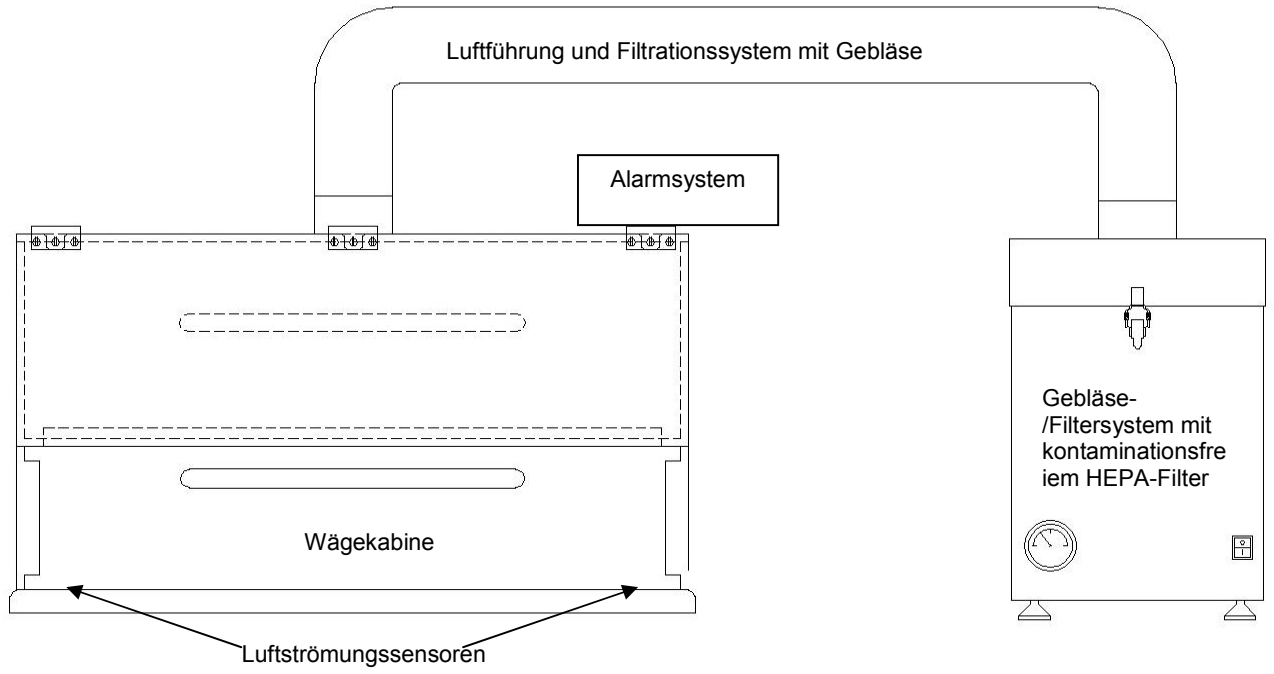 Luftführung und Filtrationssystem mit Gebläse
Alarmsystem
Gebläse-
/Filtersystem mit
kontaminationsfre
iem HEPA-Filter
Wägekabine
Luftströmungssensoren